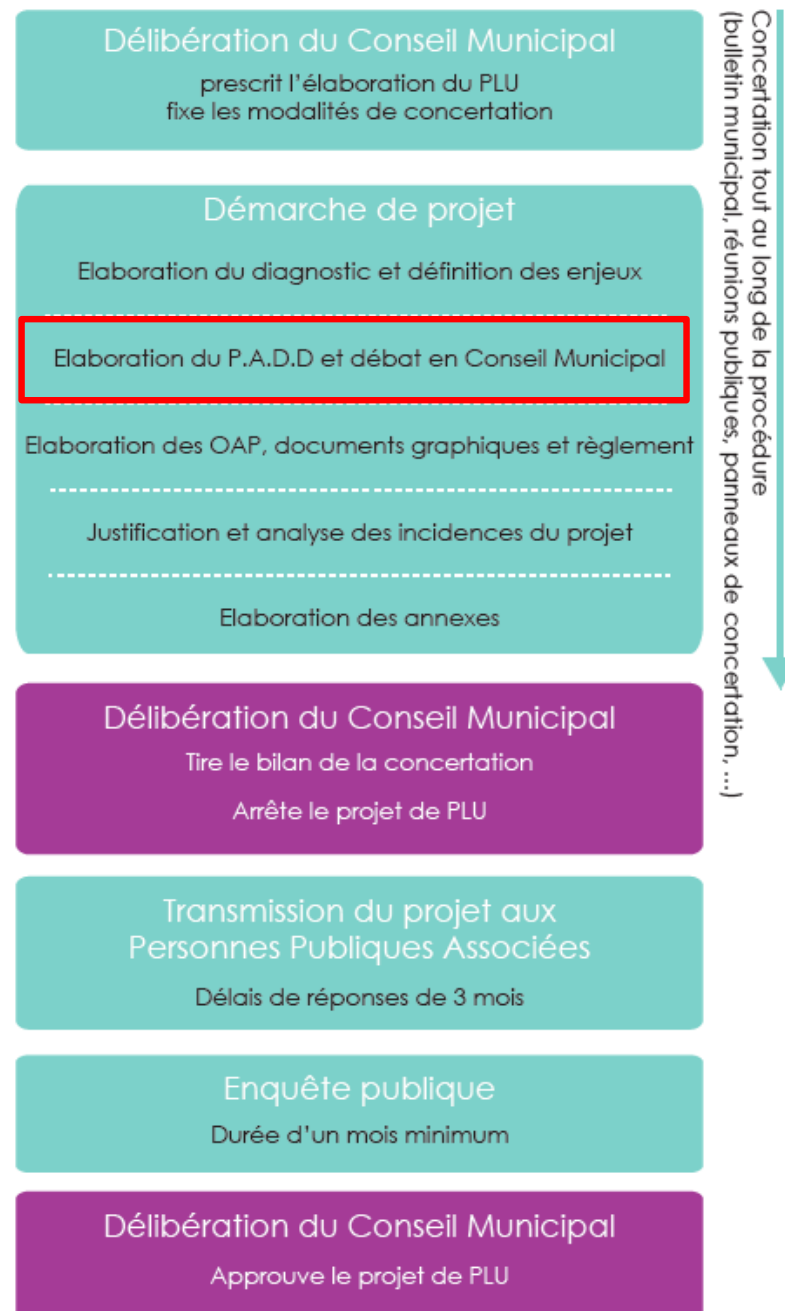 Délibération du Conseil Municipal
prescrit l'élaboration du PLU
fixe les modalités de concertation
Démarche de projet
Elaboration du diagnostic et définition des enjeux
Elaboration du P.A.D.D et débat en Conseil Municipal
Elaboration des OAP, documents graphiques et règlement
Justification et analyse des incidences du projet
Elaboration des annexes
Délibération du Conseil Municipal
Tire le bilan de la concertation
Arrête le projet de PLU
Transmission du projet aux
Personnes Publiques Associées
Délais de réponses de 3 mois
Enquête publique
Durée d'un mois minimum
Délibération du Conseil Municipal
Approuve le projet de PLU
Concertation tout au long de la procédure
(bulletin municipal, réunions publiques, panneaux de concertation, ...)